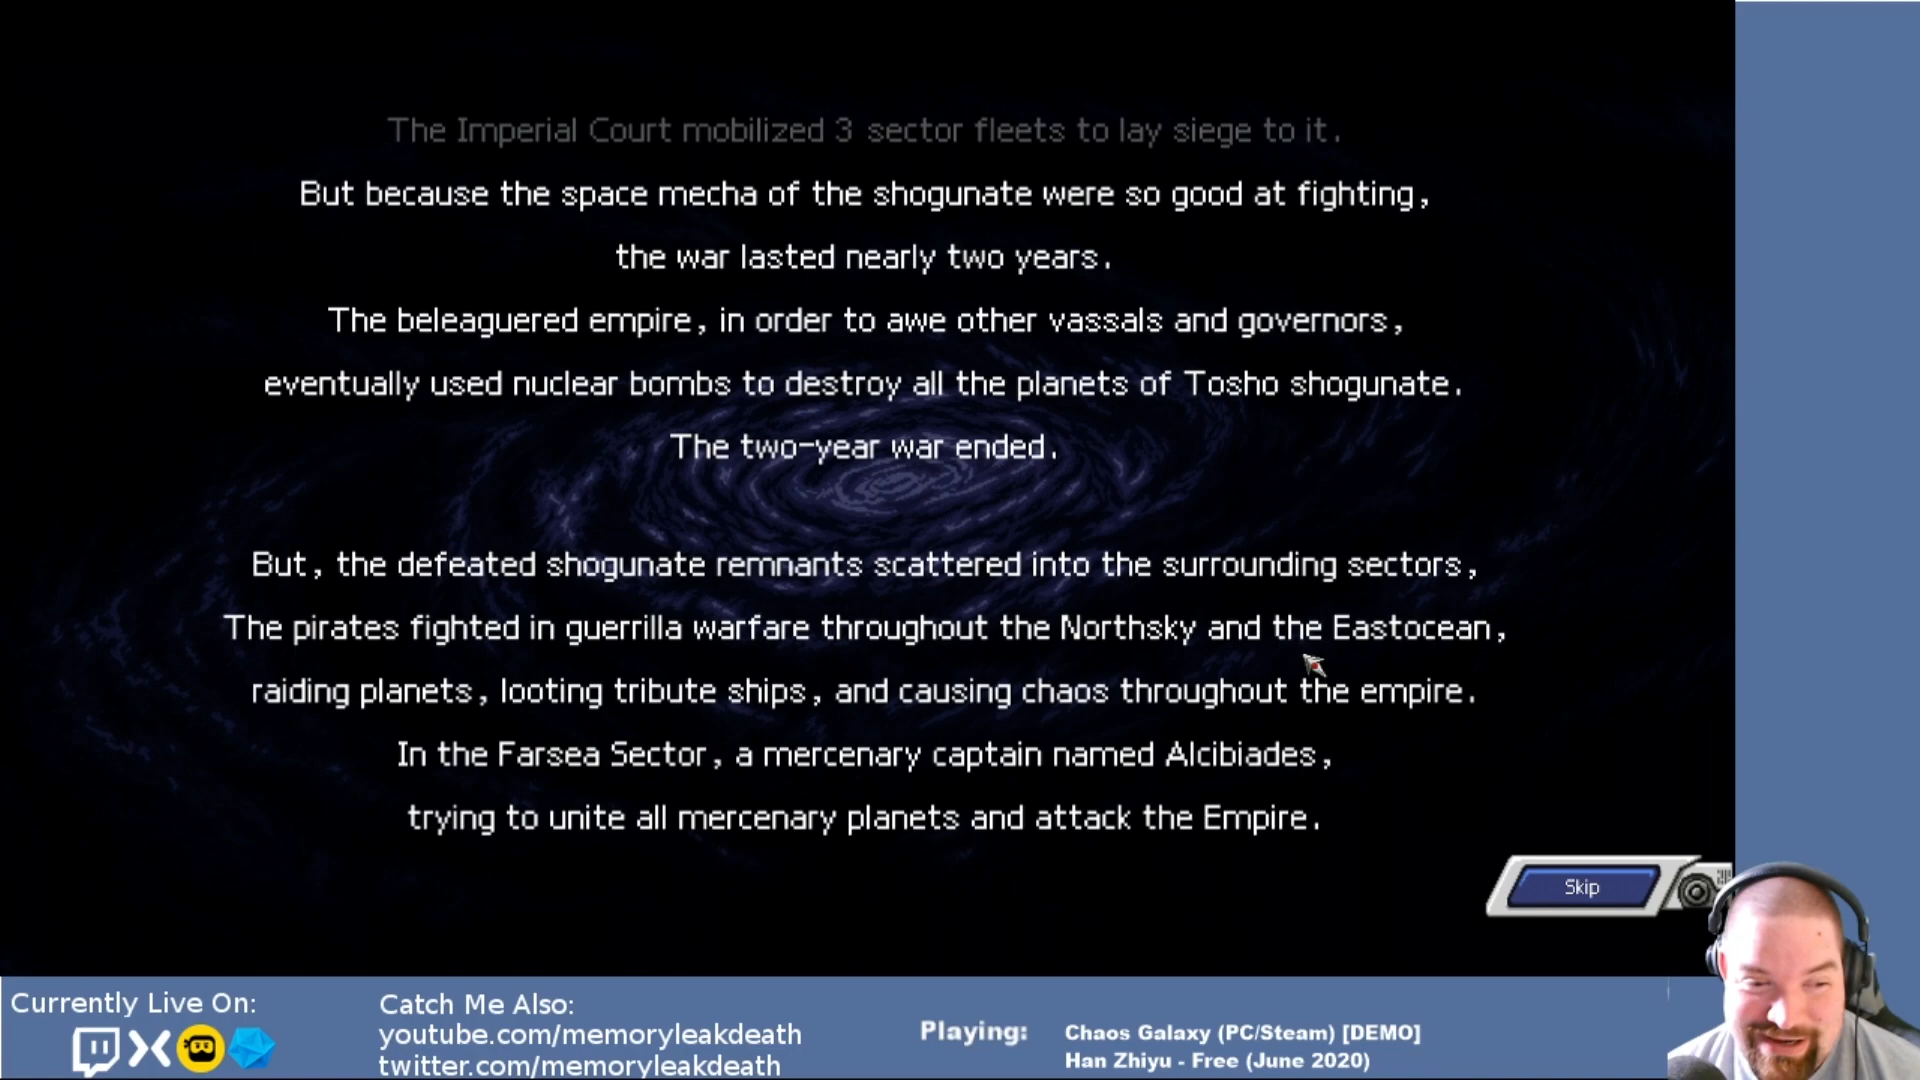 The Imperial Court mobilized 3 sector fleets to lay siege to it.
But because the space mecha of the shogunate were so good at fighting,
the war lasted nearly two years.
The beleaguered empire, in order to awe other vassals and governors,
eventually used nuclear bombs to destroy all the planets of Tosho shogunate.
The two-year war ended.
But, the defeated shogunate remnants scattered into the surrounding sectors,
The pirates fighted in guerrilla warfare throughout the Northsky and the Eastocean,
raiding planets, looting tribute ships, and causing chaos throughout the empire.
In the Farsea Sector, a mercenary captain named Alcibiades,
trying to unite all mercenary planets and attack the Empire.
Skip
Currently Live On:
Catch Me Also:
youtube.com/memoryleakdeath
twitter.com/memoryleakdeath
Playing:
Chaos Galaxy (PC/Steam) [DEMO]
Han Zhiyu - Free (June 2020)